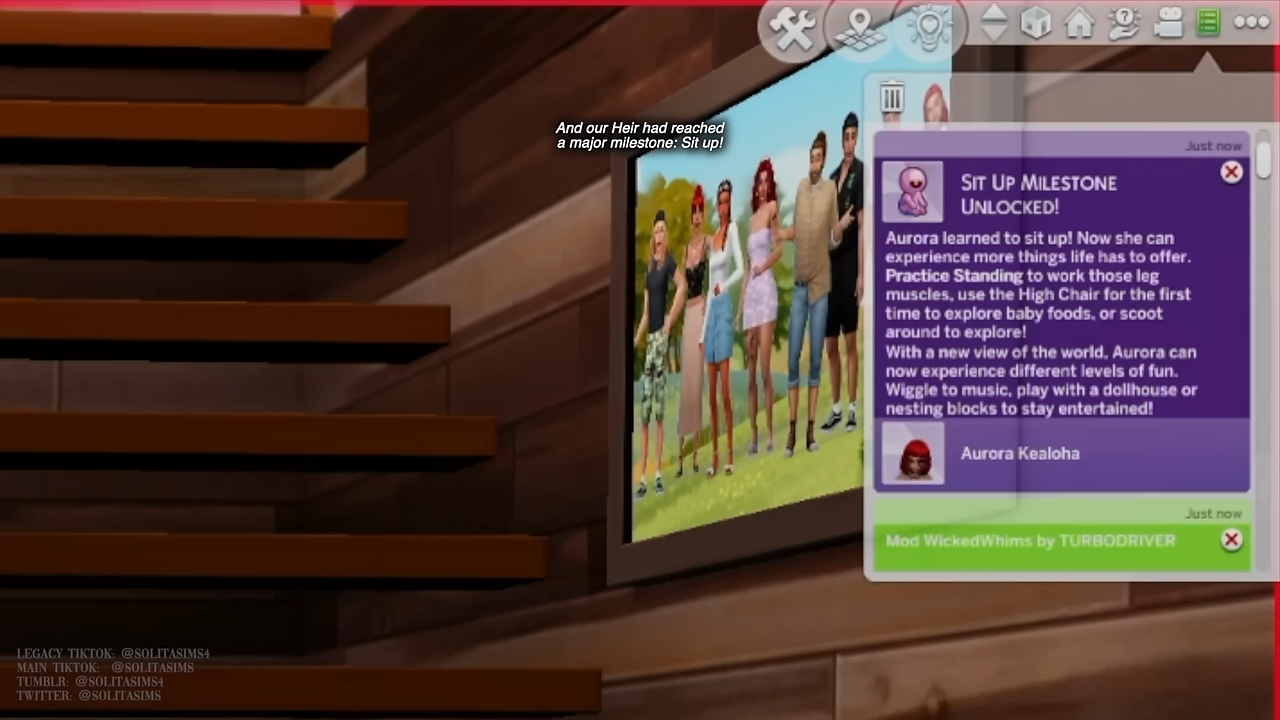 And our Heir had reached
a major milestone: Sit up!
Just now
SIT UP MILESTONE
UNLOCKED!
Aurora learned to sit up! Now she can
experience more things life has to offer.
Practice Standing to work those leg
muscles, use the High Chair for the first
time to explore baby foods, or scoot
around to explore!
With a new view of the world, Aurora can
now experience different levels of fun.
Wiggle to music, play with a dollhouse or
nesting blocks to stay entertained!
Aurora Kealoha
Just now
Mod WickedWhims by TURBODRIVER
LEGACY TIKTOK: @SOLITASIMS4
MAIN TIKTOK: @SOLITASIMS
TUMBLR: @SOLITASIMS4
TWITTER: @SOLITASIMS